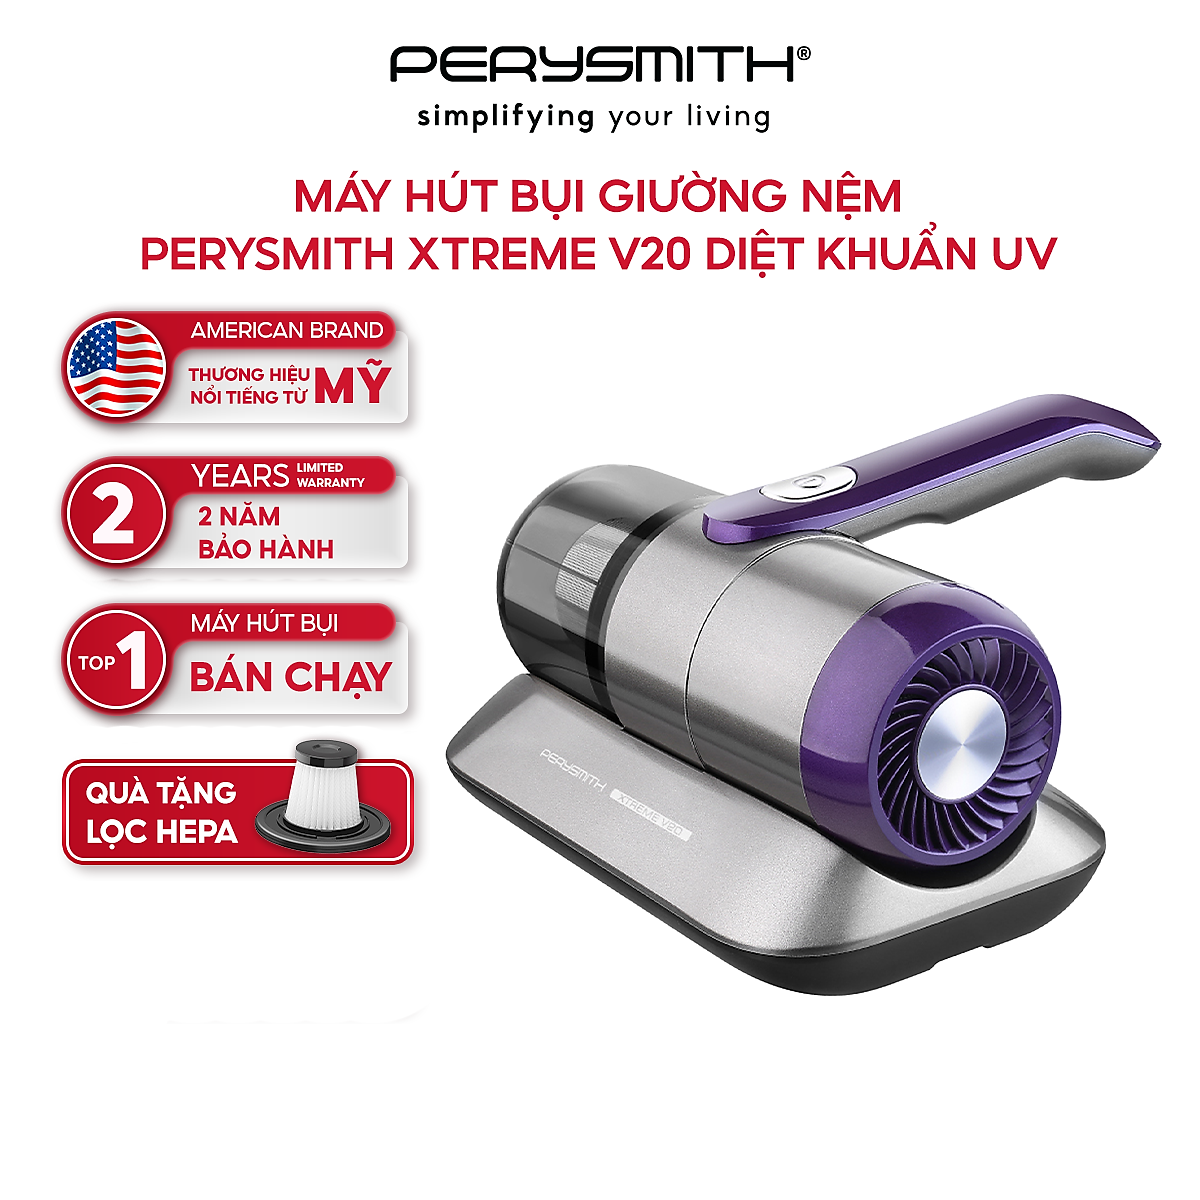 PERYSMITH®
simplifying your living
MÁY HÚT BỤI GIƯỜNG NỆM
PERYSMITH XTREME V20 DIỆT KHUẨN UV
AMERICAN BRAND
THƯƠNG HIỆU
NỔI TIẾNG TỪ MỸ
2
YEARS LIMITED
WARRANTY
2 NĂM
BẢO HÀNH
TOP 1
MÁY HÚT BỤI
BÁN CHẠY
QUÀ TẶNG
LỌC HEPA
PERYSMITH
XTREME V20